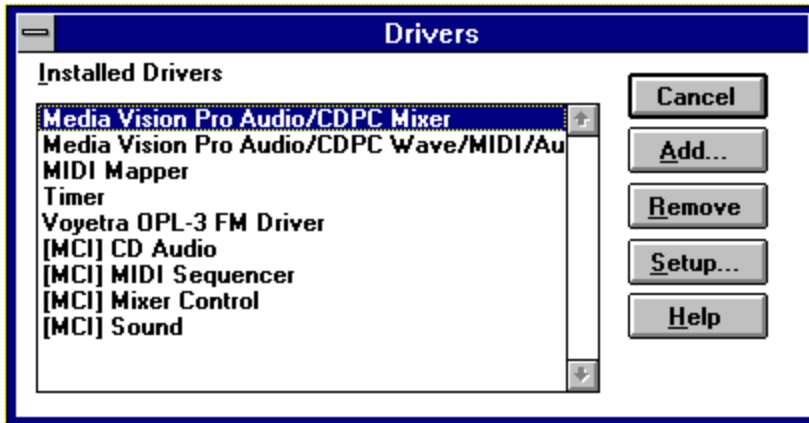 Drivers
Installed Drivers
Media Vision Pro Audio/CDPC Mixer
Media Vision Pro Audio/CDPC Wave/MIDI/Au
MIDI Mapper
Timer
Voyetra OPL-3 FM Driver
[MCI] CD Audio
[MCI] MIDI Sequencer
[MCI] Mixer Control
[MCI] Sound
Cancel
Add...
Remove
Setup...
Help